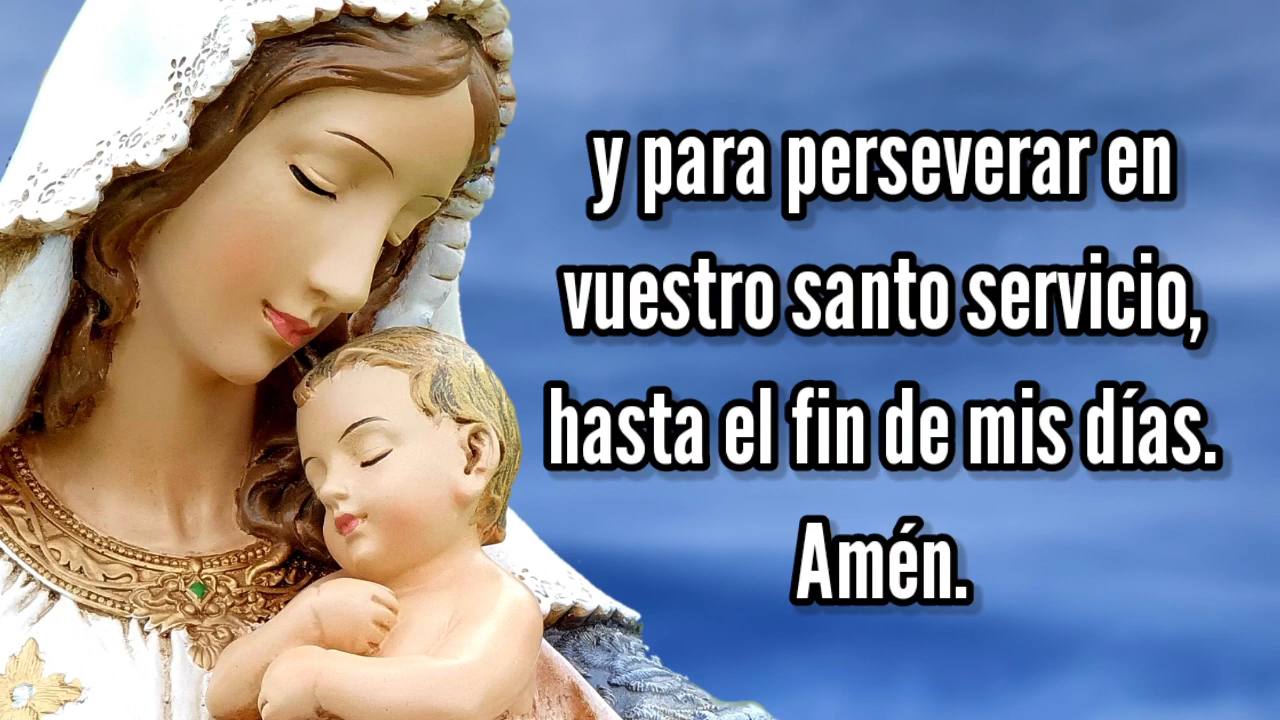 y para perseverar en
vuestro santo servicio,
hasta el fin de mis días.
Amén.